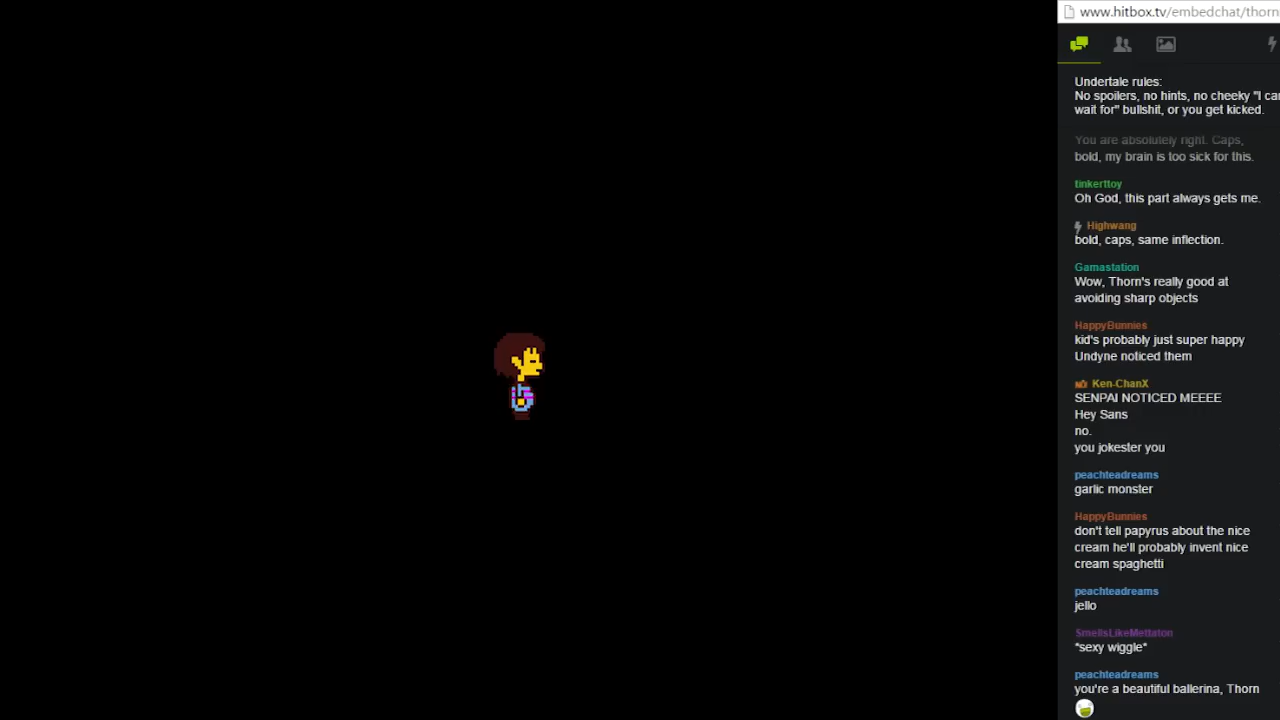 www.hitbox.tv/embedchat/thorn
Undertale rules:
No spoilers, no hints, no cheeky "I can
wait for" bullshit, or you get kicked.
You are absolutely right. Caps,
bold, my brain is too sick for this.
tinkerttoy
Oh God, this part always gets me.
Highwang
bold, caps, same inflection.
Gamastation
Wow, Thorn's really good at
avoiding sharp objects
HappyBunnies
kid's probably just super happy
Undyne noticed them
Ken-ChanX
SENPAI NOTICED MEEEE
Hey Sans
no.
you jokester you
peachteadreams
garlic monster
HappyBunnies
don't tell papyrus about the nice
cream he'll probably invent nice
cream spaghetti
peachteadreams
jello
SmellsLikeMettaton
*sexy wiggle*
peachteadreams
you're a beautiful ballerina, Thorn